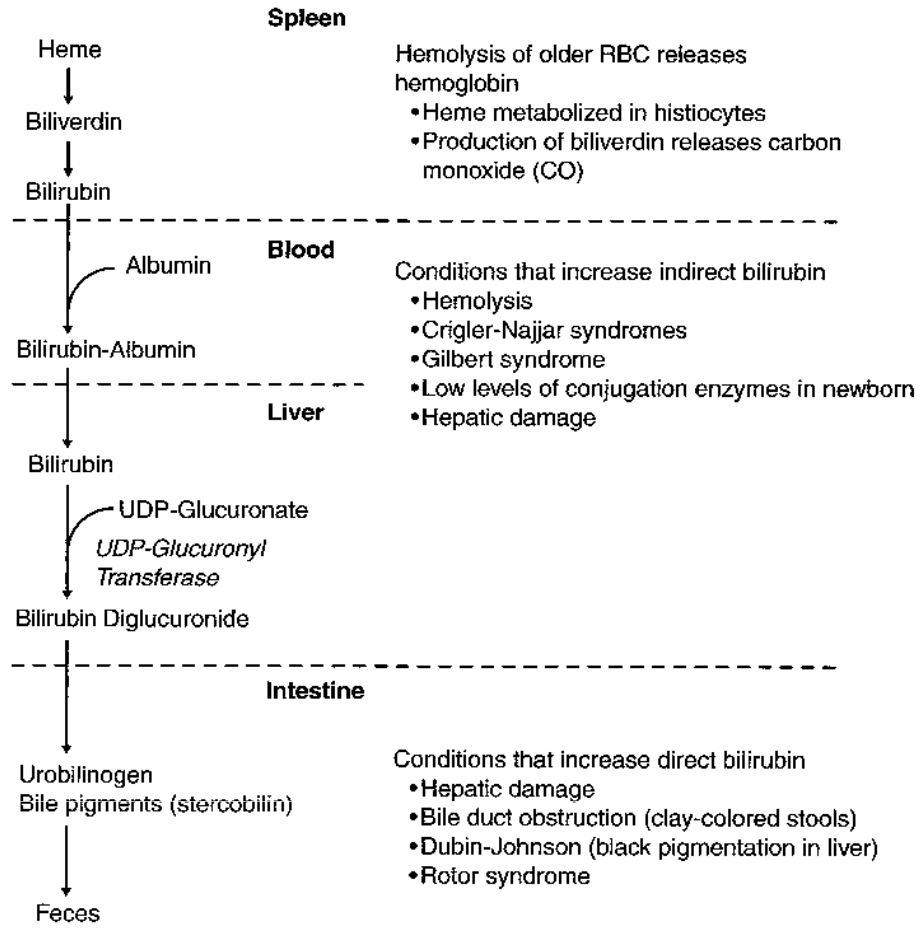 Spleen
Heme
Hemolysis of older RBC releases
hemoglobin
•Heme metabolized in histiocytes
Biliverdin
•Production of biliverdin releases carbon
monoxide (CO)
Bilirubin
Blood
Albumin
Conditions that increase indirect bilirubin
•Hemolysis
•Crigler-Najjar syndromes
Bilirubin-Albumin
•Gilbert syndrome
•Low levels of conjugation enzymes in newborn
•Hepatic damage
Liver
Bilirubin
UDP-Glucuronate
UDP-Glucuronyl
Transferase
Bilirubin Diglucuronide
Intestine
Urobilinogen
Bile pigments (stercobilin)
Conditions that increase direct bilirubin
•Hepatic damage
•Bile duct obstruction (clay-colored stools)
•Dubin-Johnson (black pigmentation in liver)
•Rotor syndrome
Feces